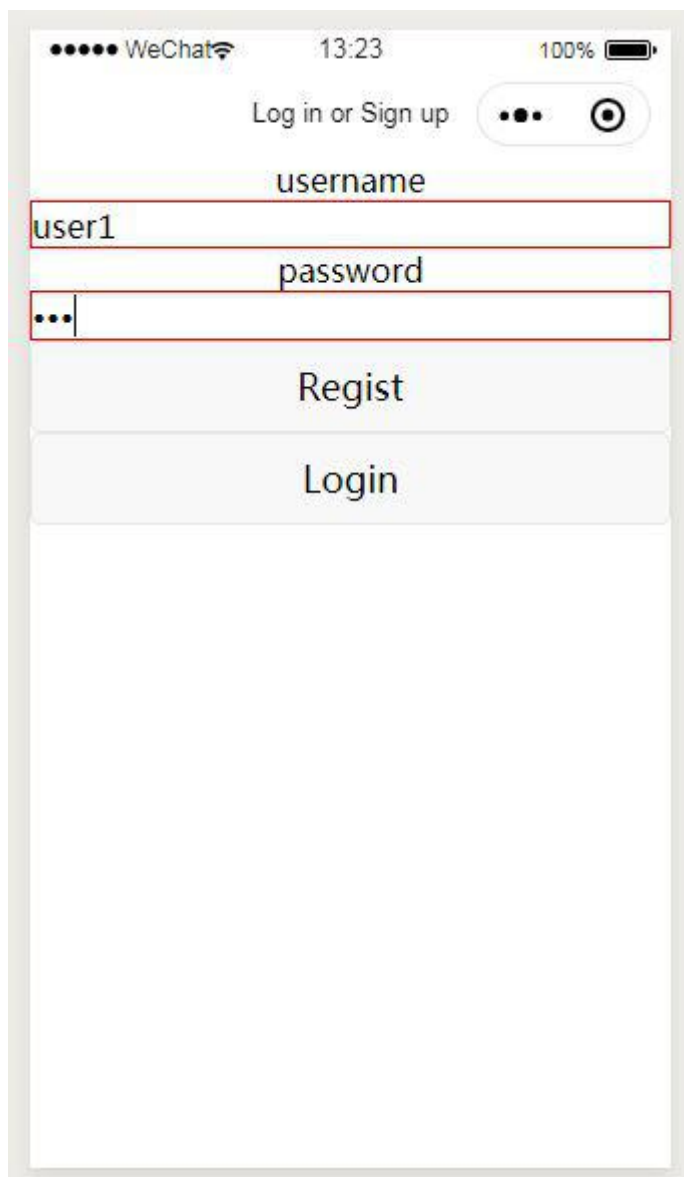 WeChat 13:23 100%
Log in or Sign up
username
user1
password
•••
Regist
Login